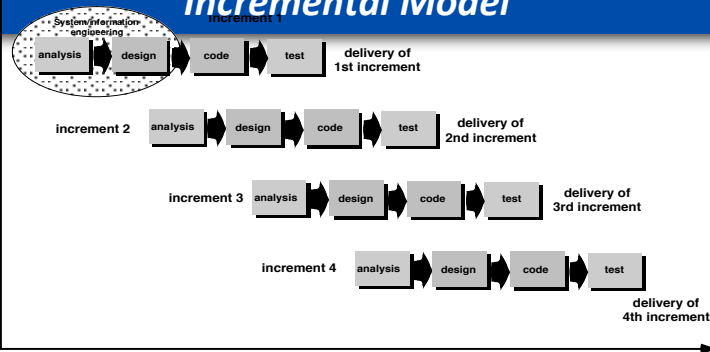 Incremental Model
increment 1
System/information
engineering
analysis design code test
delivery of
1st increment
increment 2 analysis design code test
delivery of
2nd increment
increment 3 analysis design code test
delivery of
3rd increment
increment 4 analysis design code test
delivery of
4th increment